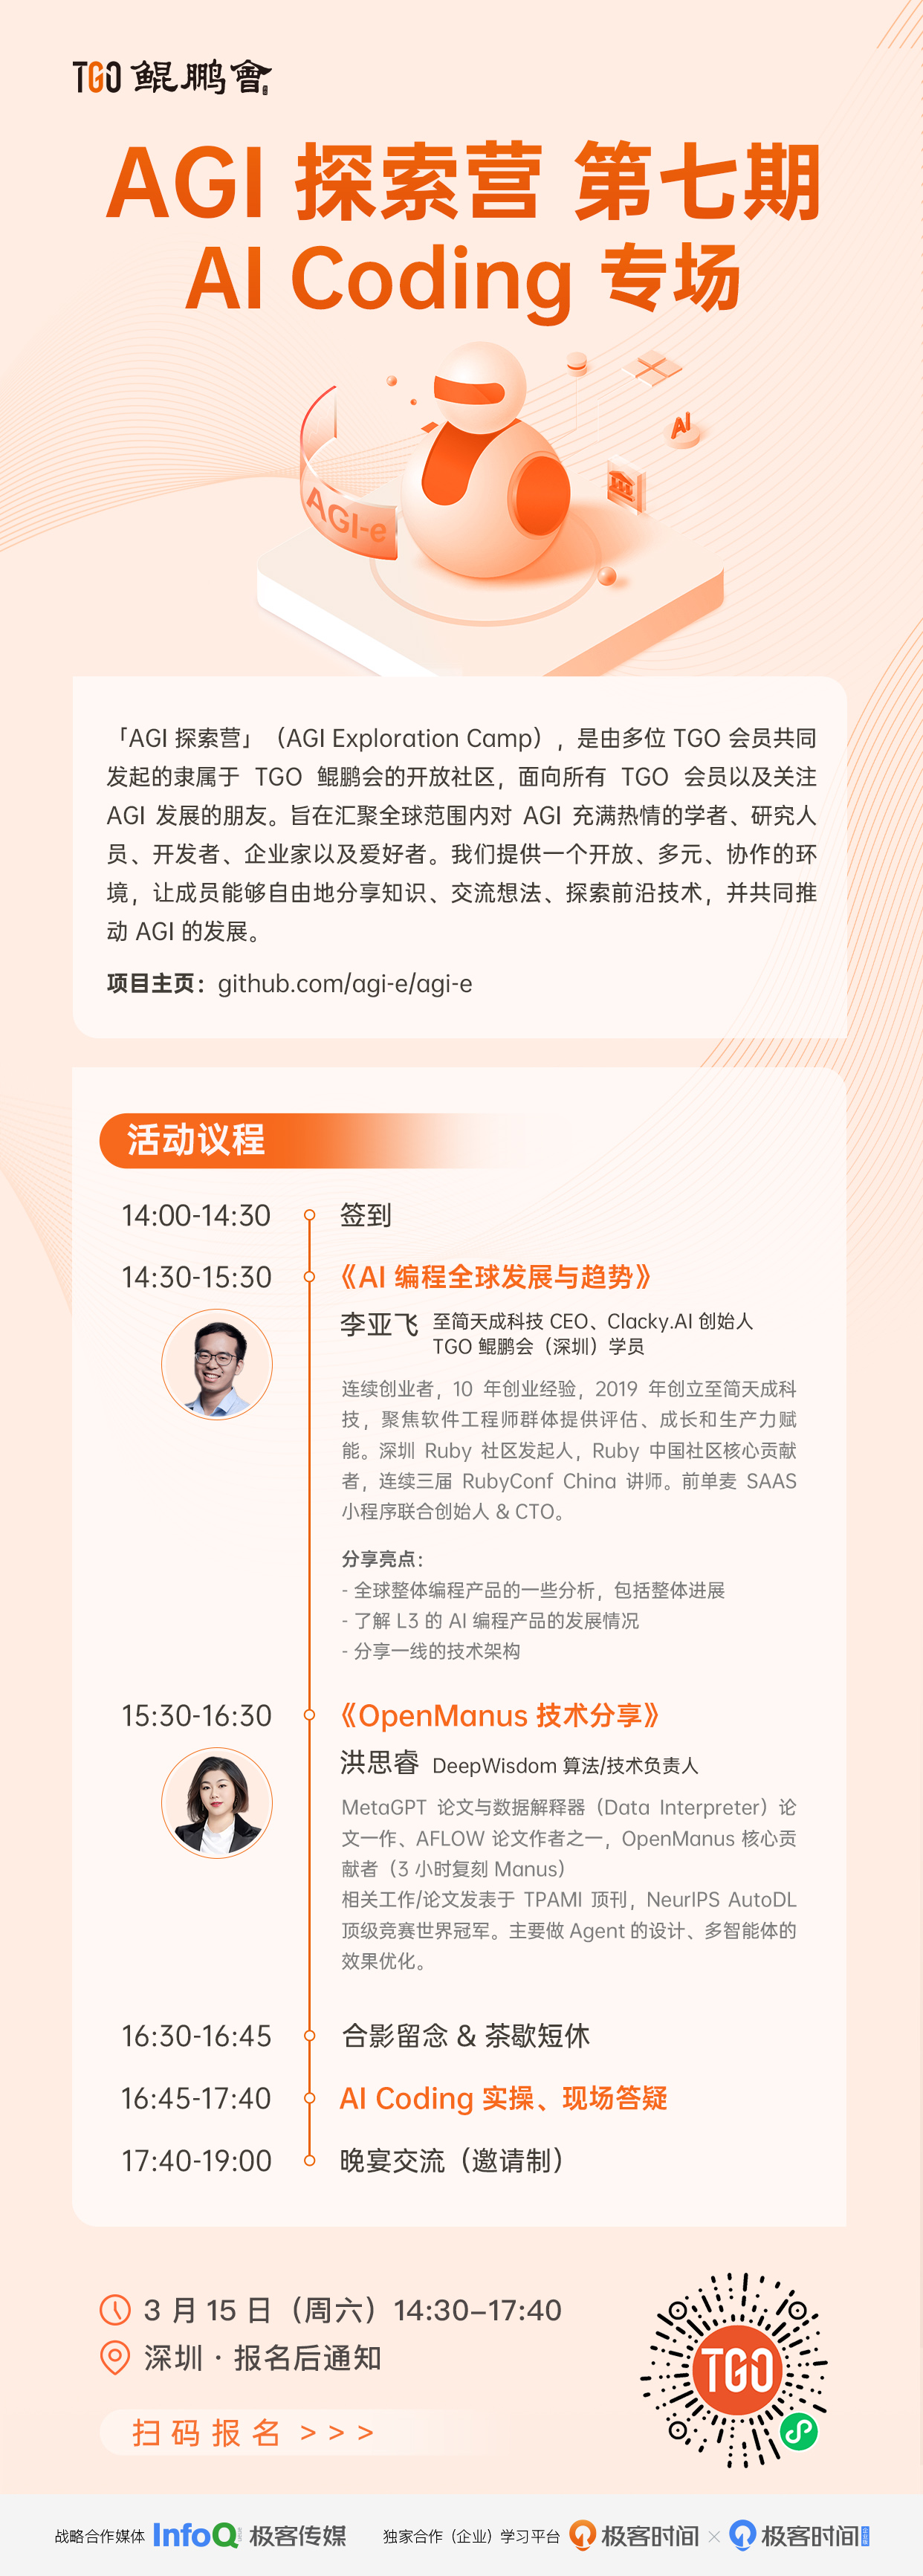 TGO 鲲鹏會
AGI 探索营 第七期
AI Coding 专场
AI
AGI-e
「AGI 探索营」（AGI Exploration Camp），是由多位 TGO 会员共同
发起的隶属于 TGO 鲲鹏会的开放社区，面向所有 TGO 会员以及关注
AGI 发展的朋友。旨在汇聚全球范围内对 AGI 充满热情的学者、研究人
员、开发者、企业家以及爱好者。我们提供一个开放、多元、协作的环
境，让成员能够自由地分享知识、交流想法、探索前沿技术，并共同推
动 AGI 的发展。
项目主页：github.com/agi-e/agi-e
活动议程
14:00-14:30 签到
14:30-15:30 《AI 编程全球发展与趋势》
李亚飞 至简天成科技 CEO、Clacky.AI 创始人
TGO 鲲鹏会（深圳）学员
连续创业者，10 年创业经验，2019 年创立至简天成科
技，聚焦软件工程师群体提供评估、成长和生产力赋
能。深圳 Ruby 社区发起人，Ruby 中国社区核心贡献
者，连续三届 RubyConf China 讲师。前单麦 SAAS
小程序联合创始人 & CTO。
分享亮点：
- 全球整体编程产品的一些分析，包括整体进展
- 了解 L3 的 AI 编程产品的发展情况
- 分享一线的技术架构
15:30-16:30 《OpenManus 技术分享》
洪思睿 DeepWisdom 算法/技术负责人
MetaGPT 论文与数据解释器（Data Interpreter）论
文一作、AFLOW 论文作者之一，OpenManus 核心贡
献者（3 小时复刻 Manus）
相关工作/论文发表于 TPAMI 顶刊，NeurIPS AutoDL
顶级竞赛世界冠军。主要做 Agent 的设计、多智能体的
效果优化。
16:30-16:45 合影留念 & 茶歇短休
16:45-17:40 AI Coding 实操、现场答疑
17:40-19:00 晚宴交流（邀请制）
3 月 15 日（周六）14:30–17:40
深圳 · 报名后通知
扫码报名 > > >
TGO
战略合作媒体 InfoQ 极客传媒 独家合作（企业）学习平台 极客时间 × 极客时间